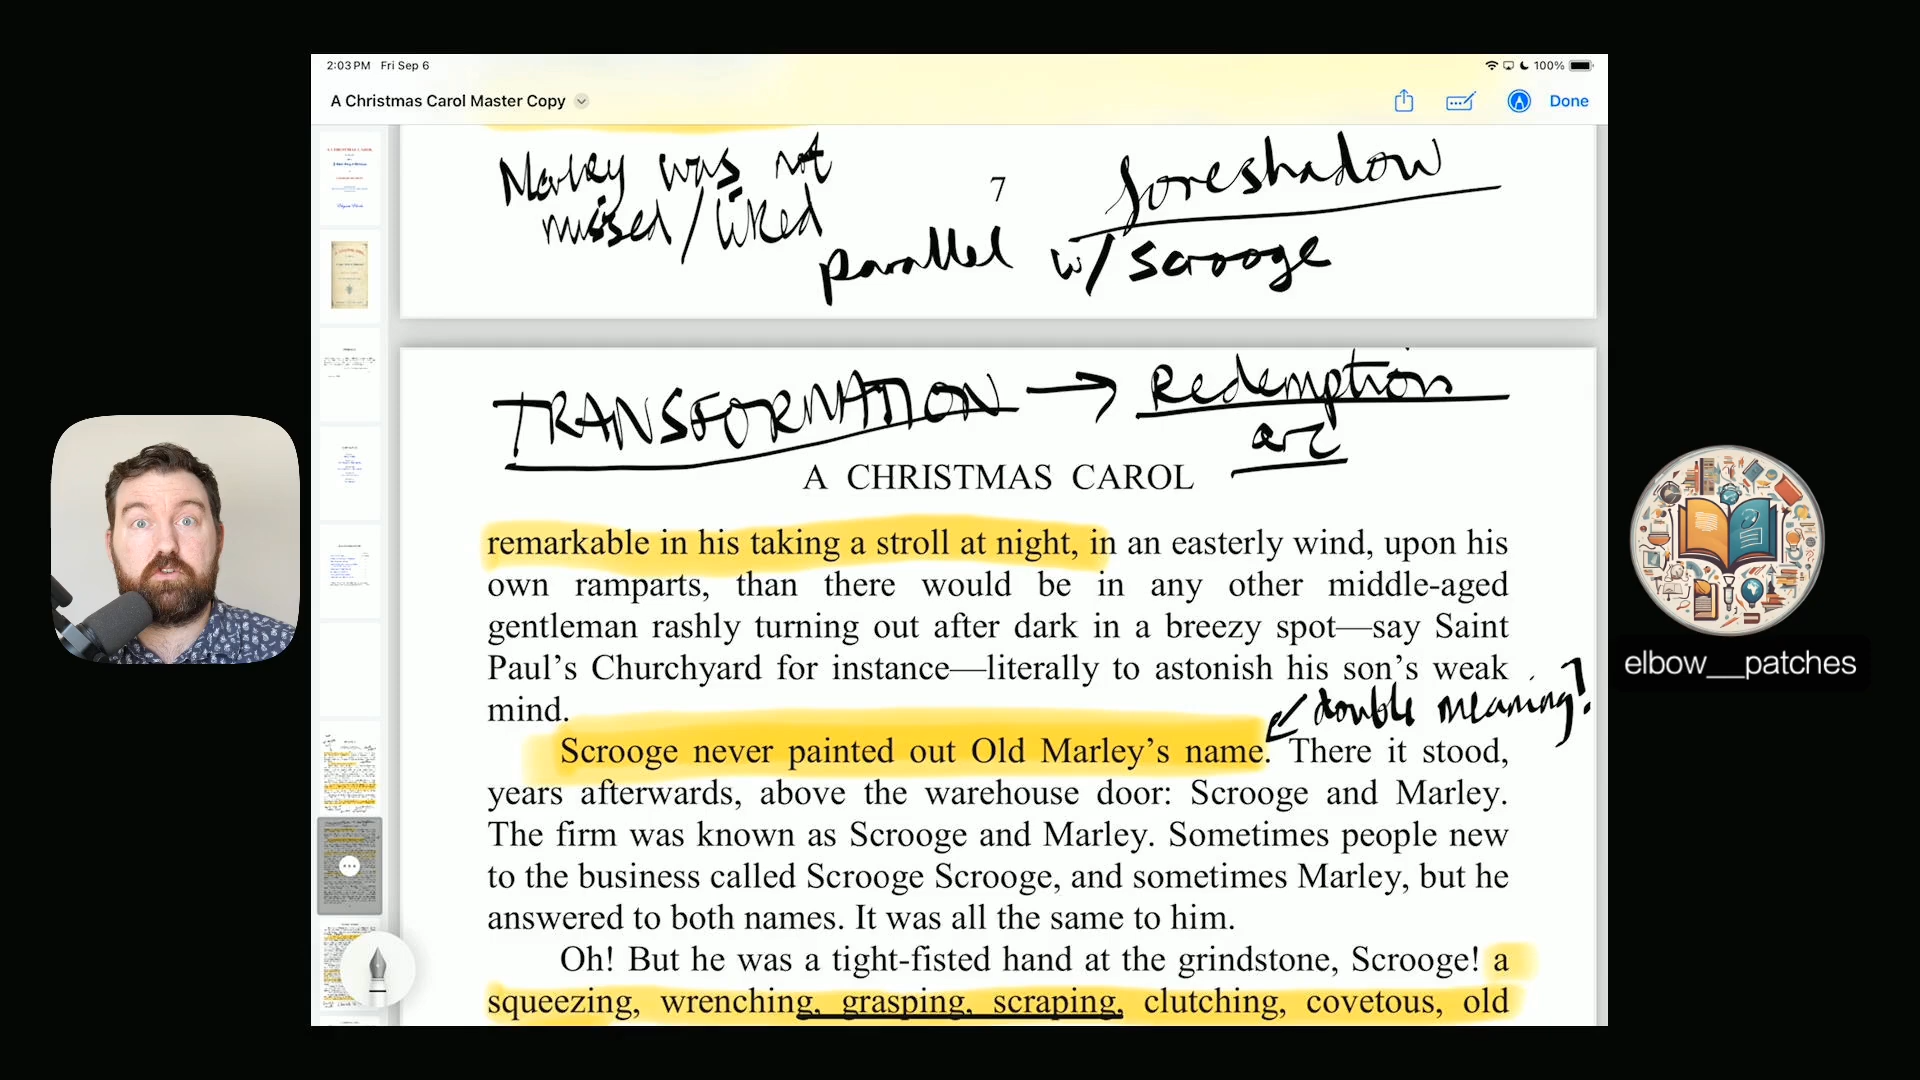 2:03 PM Fri Sep 6
100%
A Christmas Carol Master Copy
Done
Marley was not
missed/liked
7
foreshadow
parallel w/ Scrooge
TRANSFORMATION → Redemption
arc
A CHRISTMAS CAROL
remarkable in his taking a stroll at night, in an easterly wind, upon his
own ramparts, than there would be in any other middle-aged
gentleman rashly turning out after dark in a breezy spot—say Saint
Paul’s Churchyard for instance—literally to astonish his son’s weak
mind.
double meaning?
Scrooge never painted out Old Marley’s name. There it stood,
years afterwards, above the warehouse door: Scrooge and Marley.
The firm was known as Scrooge and Marley. Sometimes people new
to the business called Scrooge Scrooge, and sometimes Marley, but he
answered to both names. It was all the same to him.
Oh! But he was a tight-fisted hand at the grindstone, Scrooge! a
squeezing, wrenching, grasping, scraping, clutching, covetous, old
elbow___patches